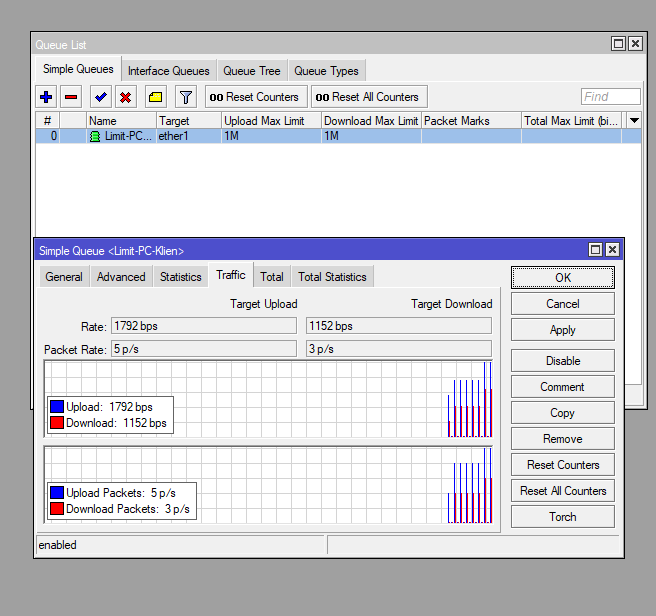 Queue List
Simple Queues Interface Queues Queue Tree Queue Types
00 Reset Counters 00 Reset All Counters Find
# Name Target Upload Max Limit Download Max Limit Packet Marks Total Max Limit (bi...
0 Limit-PC... ether1 1M 1M
Simple Queue <Limit-PC-Klien>
General Advanced Statistics Traffic Total Total Statistics
OK
Target Upload Target Download
Cancel
Rate: 1792 bps 1152 bps
Apply
Packet Rate: 5 p/s 3 p/s
Disable
Comment
Upload: 1792 bps
Copy
Download: 1152 bps
Remove
Reset Counters
Upload Packets: 5 p/s
Reset All Counters
Download Packets: 3 p/s
Torch
enabled